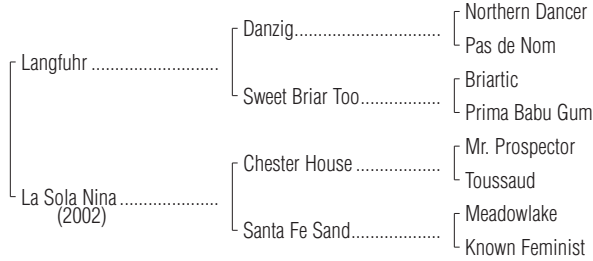 Northern Dancer
Danzig..............................
Pas de Nom
Langfuhr ..........................
Briartic
Sweet Briar Too.................
Prima Babu Gum
Mr. Prospector
Chester House .................
Toussaud
La Sola Nina ....................
(2002)
Meadowlake
Santa Fe Sand..................
Known Feminist